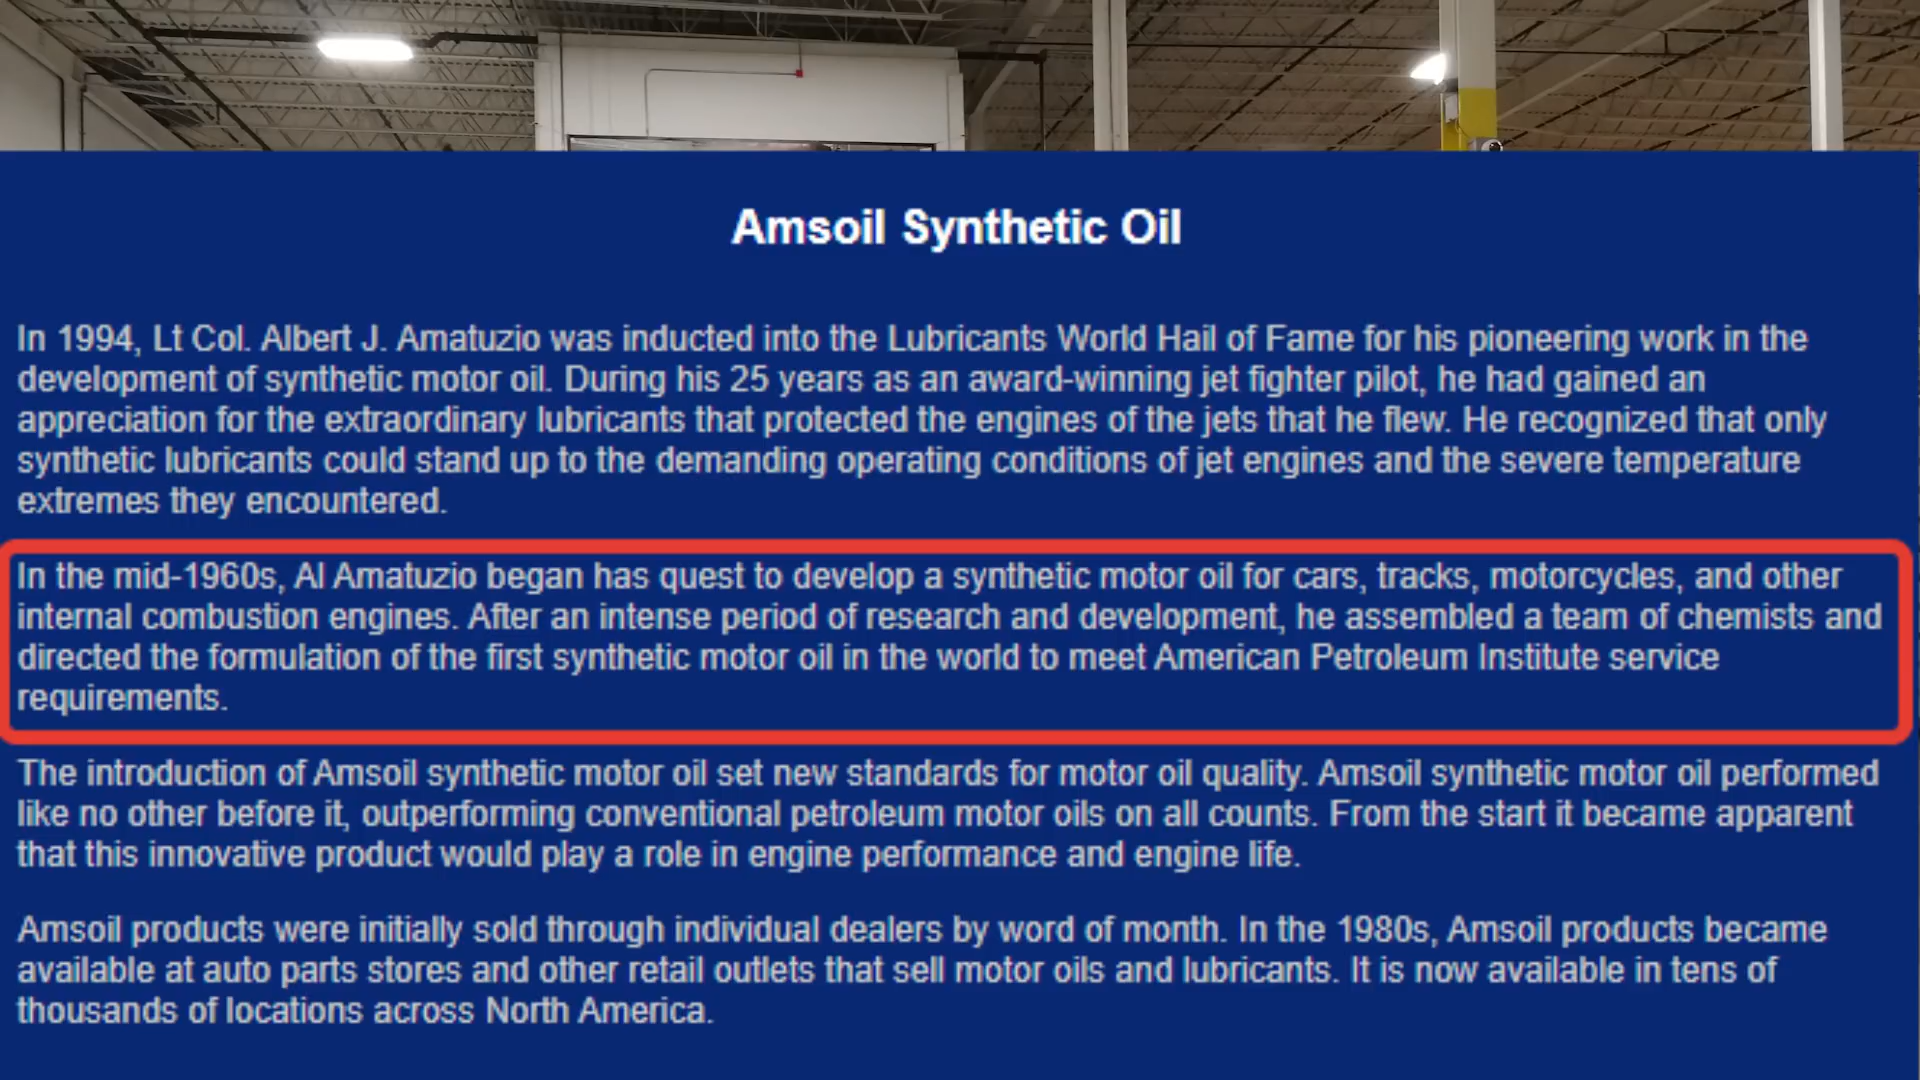 Amsoil Synthetic Oil
In 1994, Lt Col. Albert J. Amatuzio was inducted into the Lubricants World Hail of Fame for his pioneering work in the
development of synthetic motor oil. During his 25 years as an award-winning jet fighter pilot, he had gained an
appreciation for the extraordinary lubricants that protected the engines of the jets that he flew. He recognized that only
synthetic lubricants could stand up to the demanding operating conditions of jet engines and the severe temperature
extremes they encountered.
In the mid-1960s, Al Amatuzio began has quest to develop a synthetic motor oil for cars, tracks, motorcycles, and other
internal combustion engines. After an intense period of research and development, he assembled a team of chemists and
directed the formulation of the first synthetic motor oil in the world to meet American Petroleum Institute service
requirements.
The introduction of Amsoil synthetic motor oil set new standards for motor oil quality. Amsoil synthetic motor oil performed
like no other before it, outperforming conventional petroleum motor oils on all counts. From the start it became apparent
that this innovative product would play a role in engine performance and engine life.
Amsoil products were initially sold through individual dealers by word of month. In the 1980s, Amsoil products became
available at auto parts stores and other retail outlets that sell motor oils and lubricants. It is now available in tens of
thousands of locations across North America.